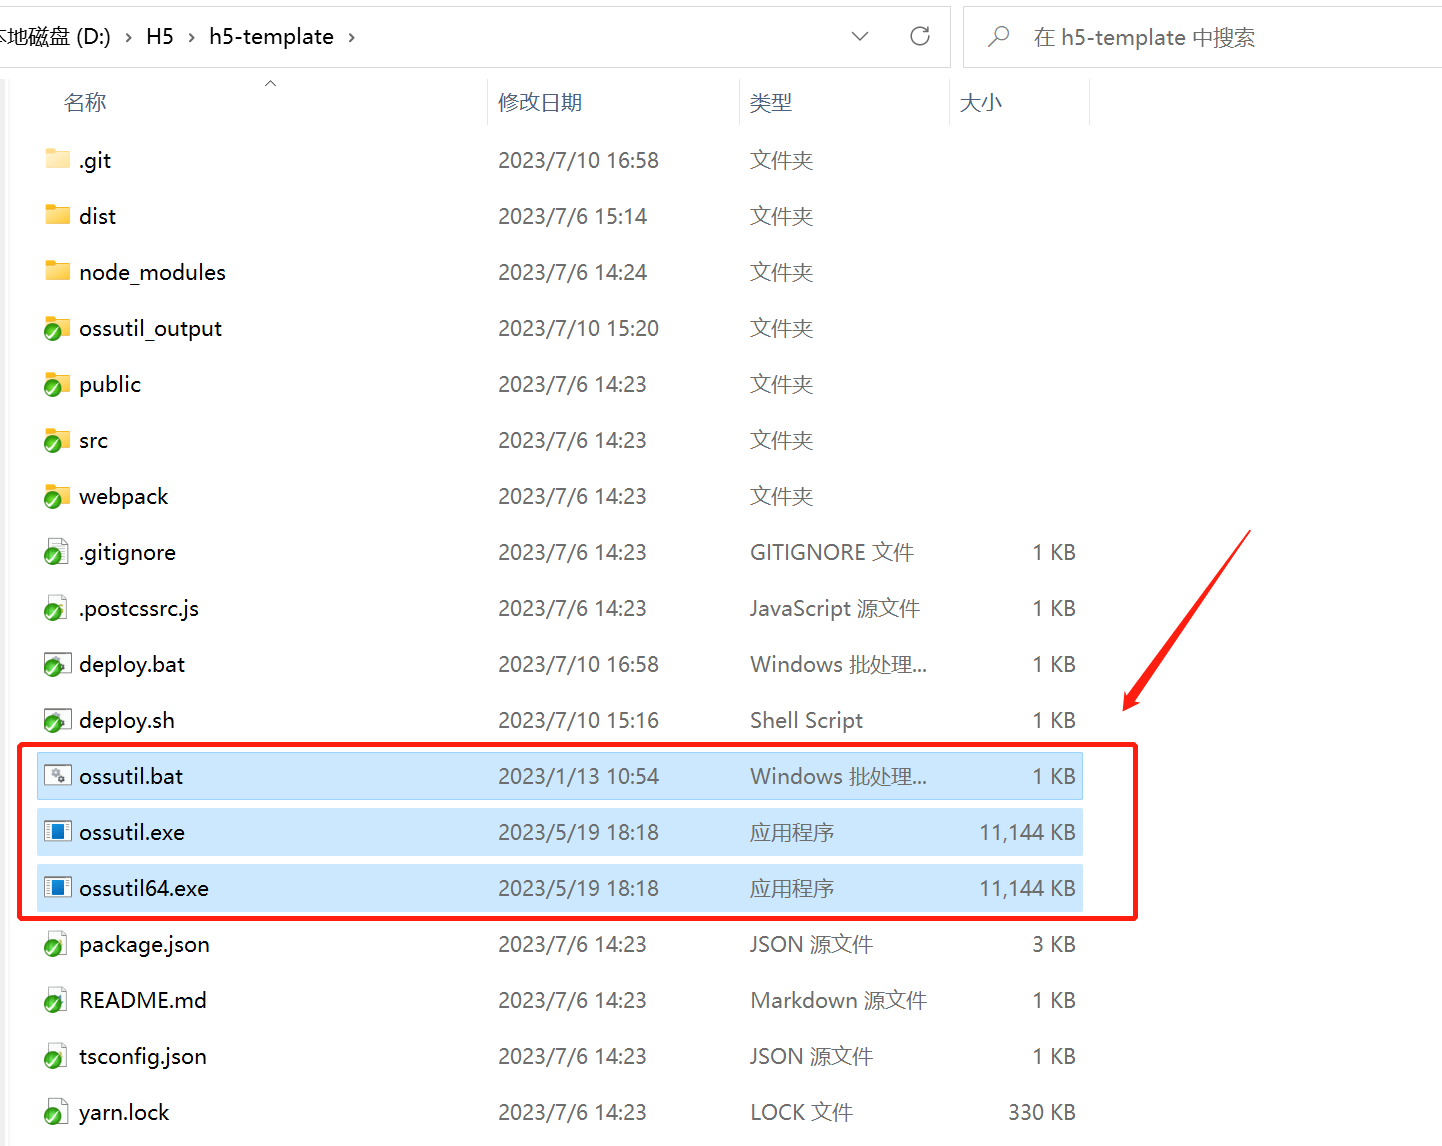 本地磁盘 (D:) › H5 › h5-template ›
在 h5-template 中搜索
名称 修改日期 类型 大小
.git 2023/7/10 16:58 文件夹
dist 2023/7/6 15:14 文件夹
node_modules 2023/7/6 14:24 文件夹
ossutil_output 2023/7/10 15:20 文件夹
public 2023/7/6 14:23 文件夹
src 2023/7/6 14:23 文件夹
webpack 2023/7/6 14:23 文件夹
.gitignore 2023/7/6 14:23 GITIGNORE 文件 1 KB
.postcssrc.js 2023/7/6 14:23 JavaScript 源文件 1 KB
deploy.bat 2023/7/10 16:58 Windows 批处理... 1 KB
deploy.sh 2023/7/10 15:16 Shell Script 1 KB
ossutil.bat 2023/1/13 10:54 Windows 批处理... 1 KB
ossutil.exe 2023/5/19 18:18 应用程序 11,144 KB
ossutil64.exe 2023/5/19 18:18 应用程序 11,144 KB
package.json 2023/7/6 14:23 JSON 源文件 3 KB
README.md 2023/7/6 14:23 Markdown 源文件 1 KB
tsconfig.json 2023/7/6 14:23 JSON 源文件 1 KB
yarn.lock 2023/7/6 14:23 LOCK 文件 330 KB